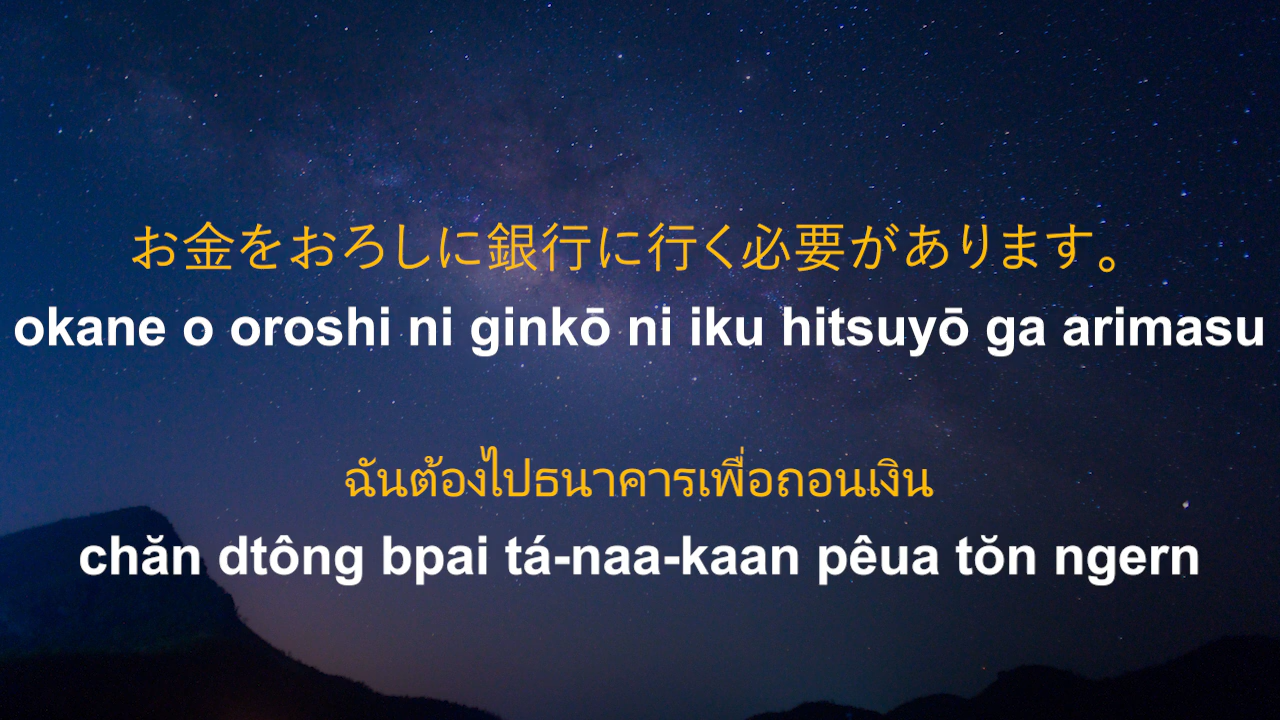 お金をおろしに銀行に行く必要があります。
okane o oroshi ni ginkō ni iku hitsuyō ga arimasu
ฉันต้องไปธนาคารเพื่อถอนเงิน
chăn dtông bpai tá-naa-kaan pêua tŏn ngern